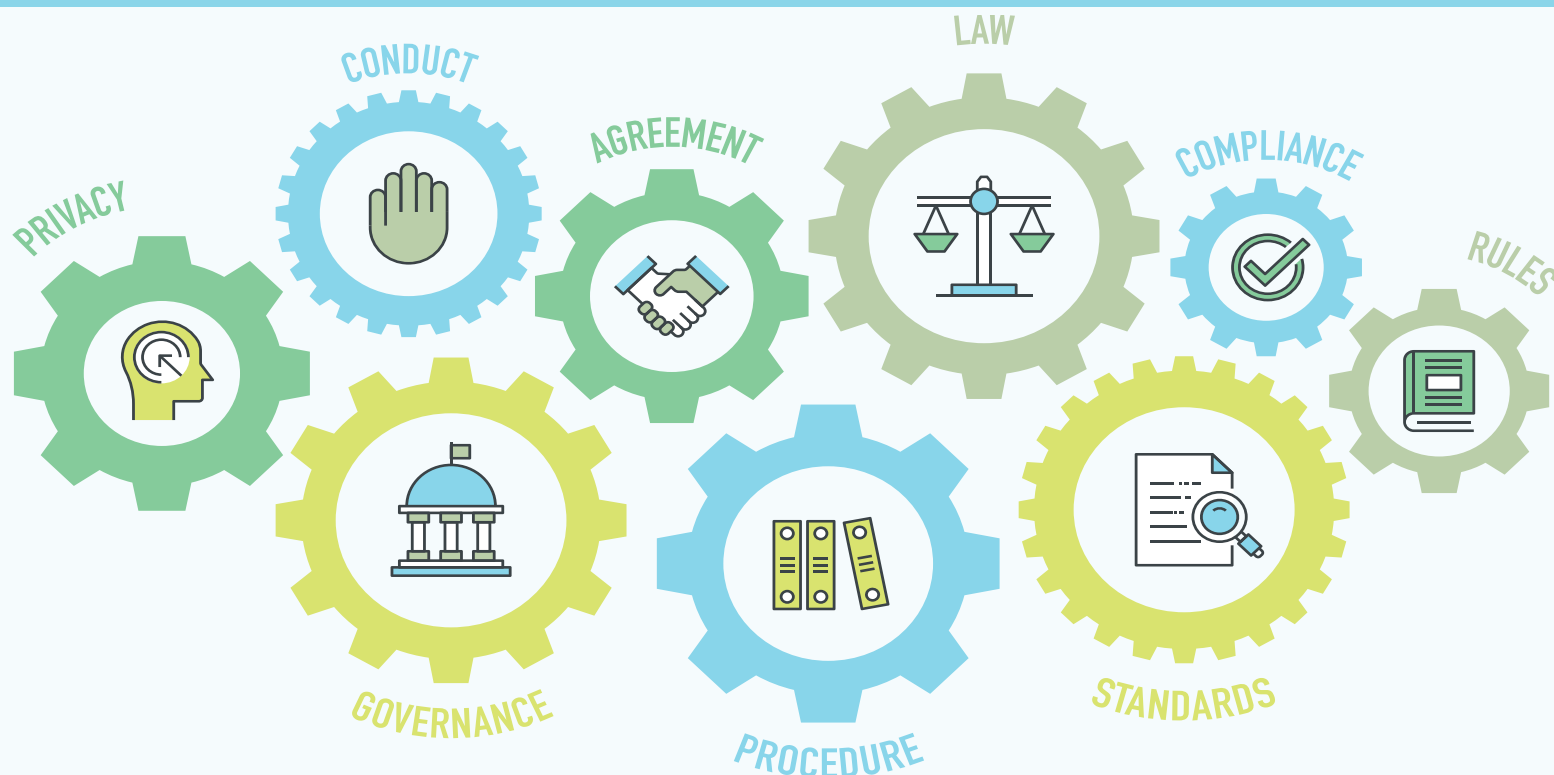 LAW
CONDUCT
AGREEMENT
COMPLIANCE
PRIVACY
RULES
GOVERNANCE
STANDARDS
PROCEDURE